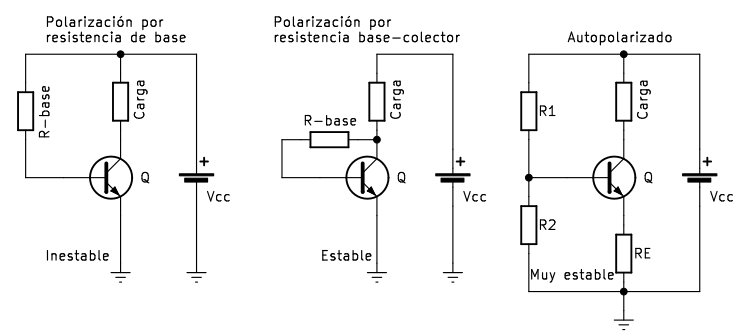 Polarización por
resistencia de base
R-base
Carga
Q
+
Vcc
Inestable
Polarización por
resistencia base-colector
R-base
Carga
Q
+
Vcc
Estable
Autopolarizado
R1
Carga
Q
+
Vcc
R2
RE
Muy estable